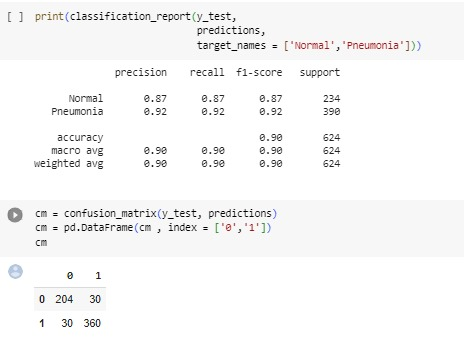 [ ] print(classification_report(y_test,
predictions,
target_names = ['Normal','Pneumonia']))
precision recall f1-score support
Normal 0.87 0.87 0.87 234
Pneumonia 0.92 0.92 0.92 390
accuracy 0.90 624
macro avg 0.90 0.90 0.90 624
weighted avg 0.90 0.90 0.90 624
cm = confusion_matrix(y_test, predictions)
cm = pd.DataFrame(cm , index = ['0','1'])
cm
0 1
0 204 30
1 30 360